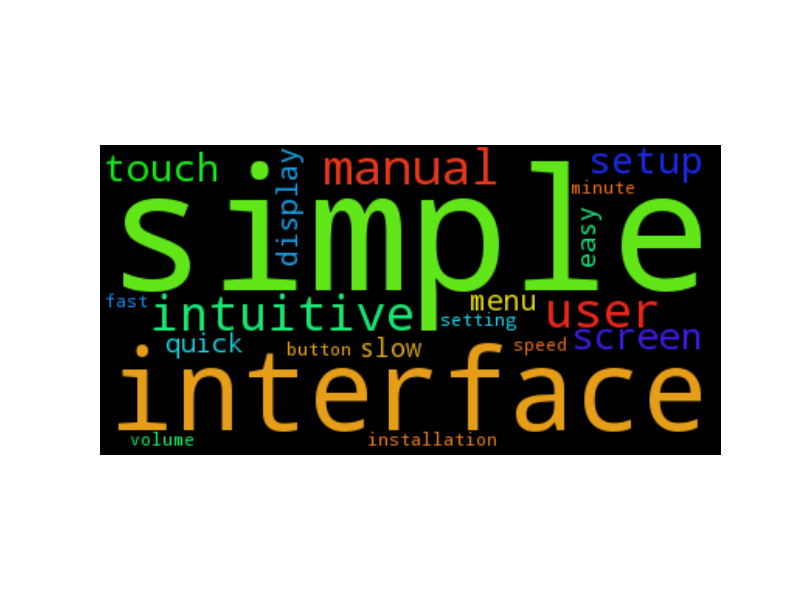 touch
display
manual
setup
minute
simple
easy
fast
intuitive
menu
user
setting
quick
button
slow
speed
screen
interface
volume
installation